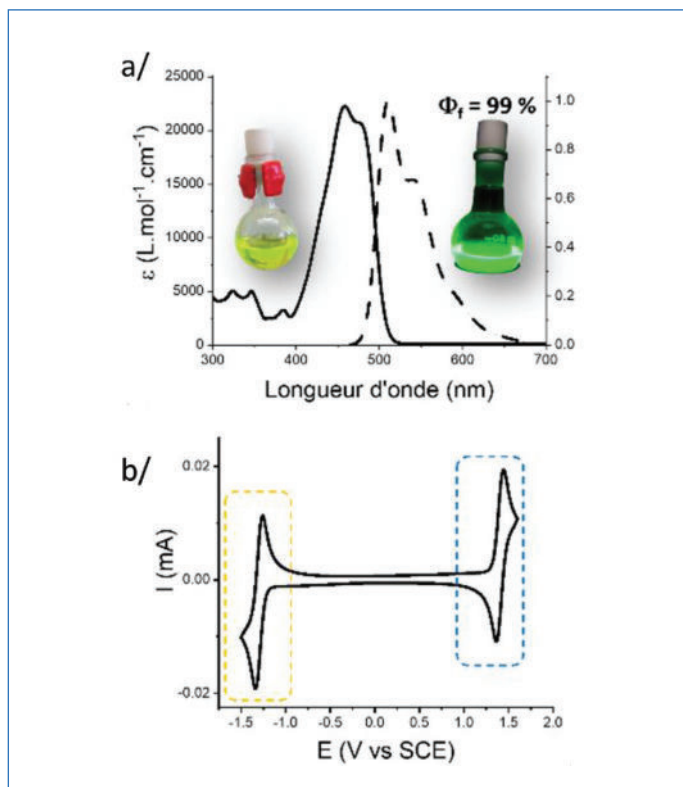 a/
Φf = 99 %
25000
20000
15000
10000
5000
0
1.0
0.8
0.6
0.4
0.2
0.0
ε (L.mol⁻¹.cm⁻¹)
300 400 500 600 700
Longueur d'onde (nm)
b/
0.02
0.00
-0.02
I (mA)
-1.5 -1.0 -0.5 0.0 0.5 1.0 1.5 2.0
E (V vs SCE)